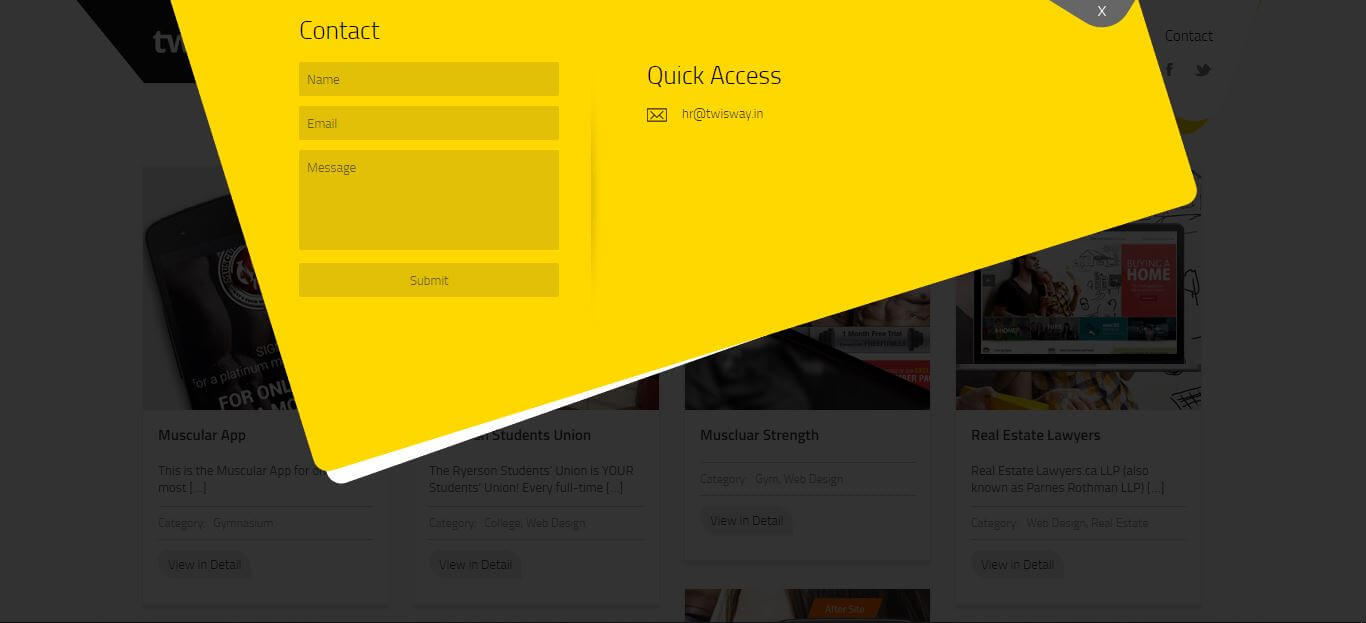 X
Contact
Name
Email
Message
Submit
Quick Access
hr@twisway.in
Contact
tw
f
SIG
for a platinum m
FOR ONL
A MO
1 Month Free Trial
BUYING A
HOME
Muscular App
This is the Muscular App for
most [...]
Category: Gymnasium
View in Detail
Students Union
The Ryerson Students' Union is YOUR
Students' Union! Every full-time [...]
Category: College, Web Design
View in Detail
Muscluar Strength
Category: Gym, Web Design
View in Detail
Real Estate Lawyers
Real Estate Lawyers.ca LLP (also
known as Parnes Rothman LLP) [...]
Category: Web Design, Real Estate
View in Detail
After Site